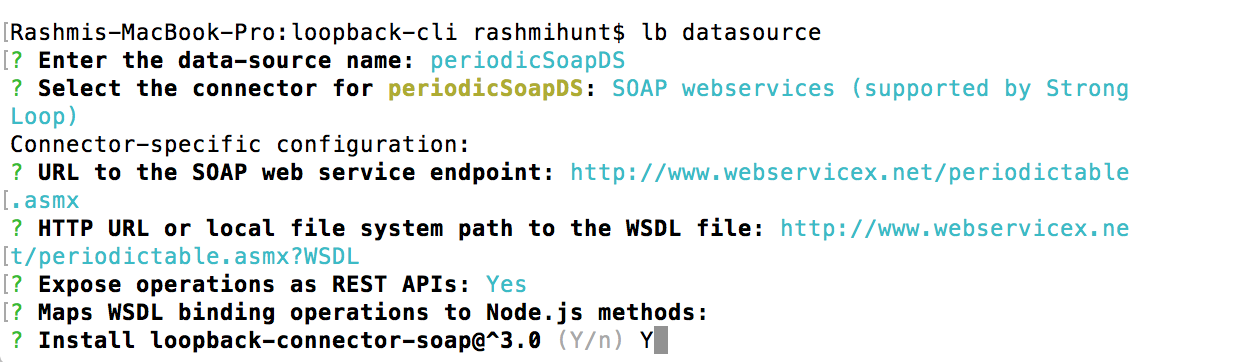 [Rashmis-MacBook-Pro:loopback-cli rashmihunt$ lb datasource
[? Enter the data-source name: periodicSoapDS
? Select the connector for periodicSoapDS: SOAP webservices (supported by Strong
Loop)
Connector-specific configuration:
? URL to the SOAP web service endpoint: http://www.webservicex.net/periodictable
[.asmx
? HTTP URL or local file system path to the WSDL file: http://www.webservicex.ne
[t/periodictable.asmx?WSDL
[? Expose operations as REST APIs: Yes
[? Maps WSDL binding operations to Node.js methods:
? Install loopback-connector-soap@^3.0 (Y/n) Y